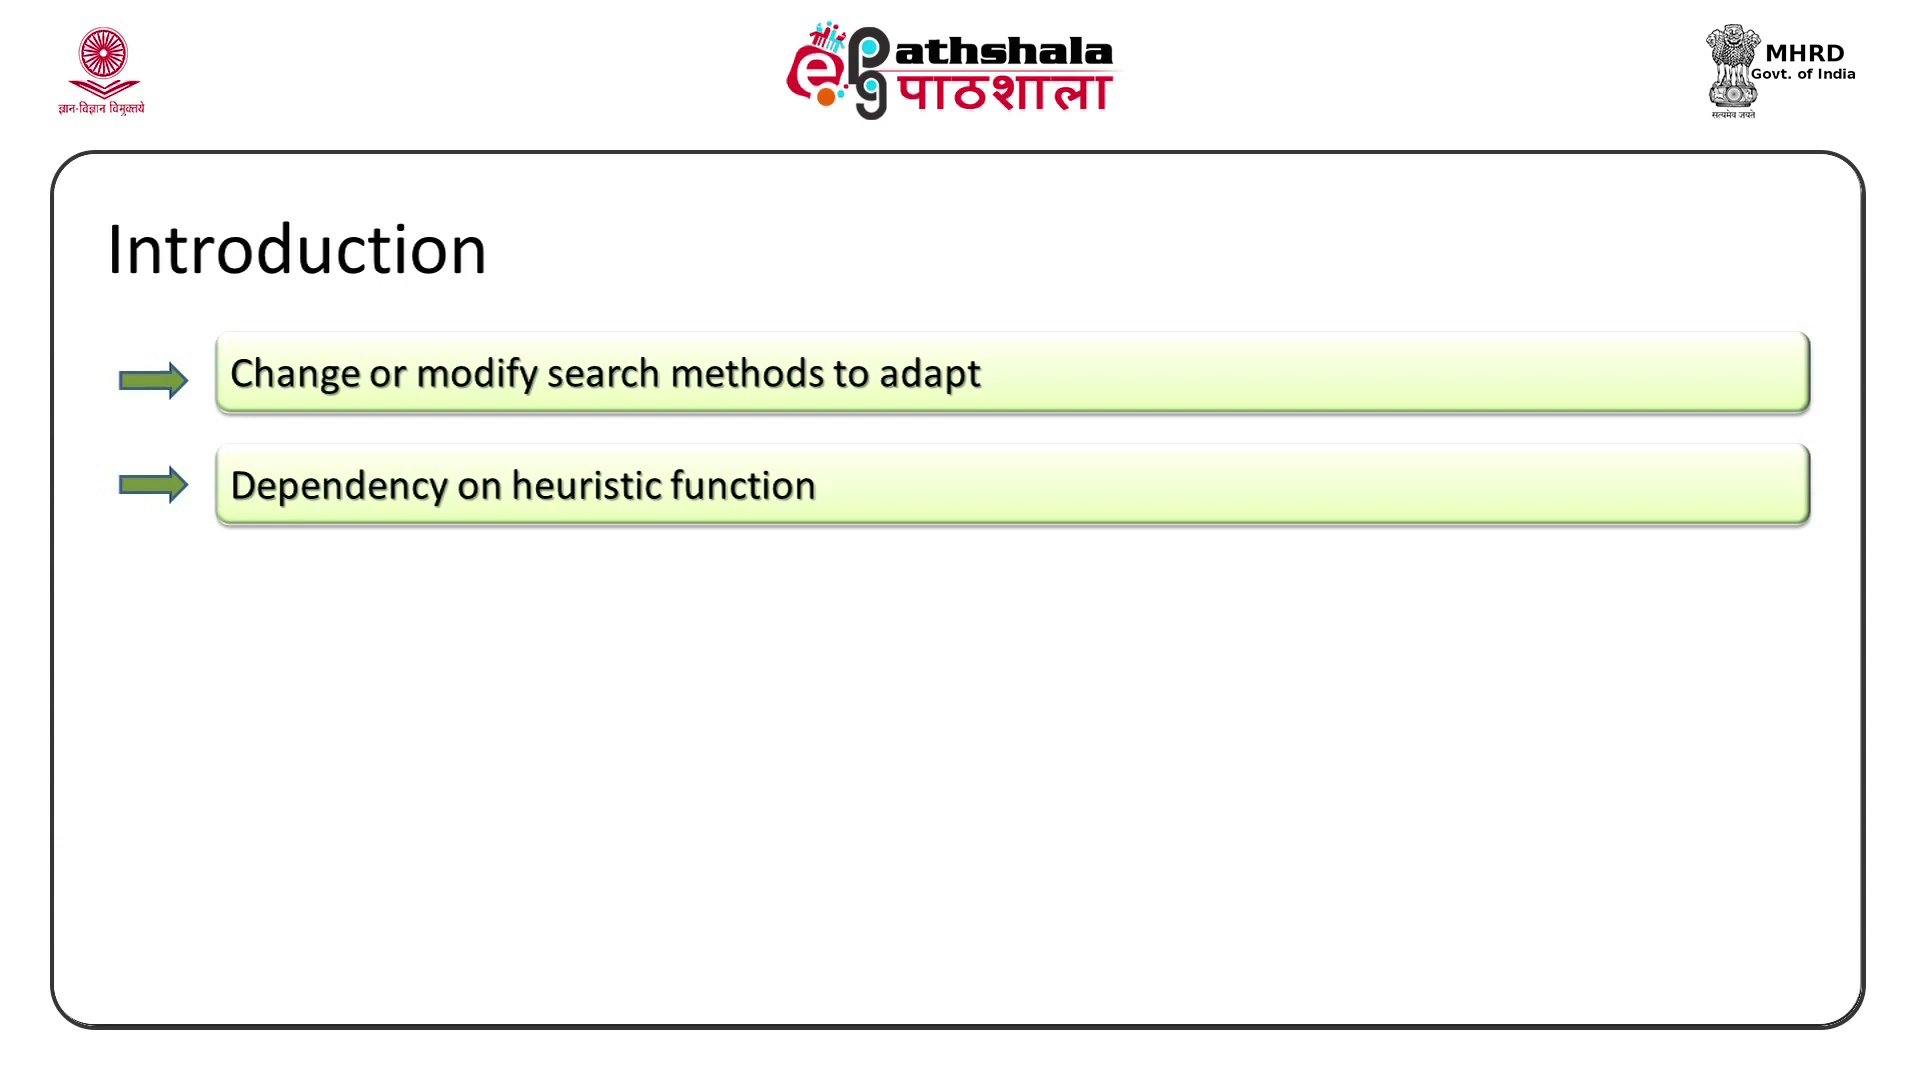 ज्ञान-विज्ञान विमुक्तये
e PG athshala
पाठशाला
MHRD
Govt. of India
सत्यमेव जयते
Introduction
Change or modify search methods to adapt
Dependency on heuristic function